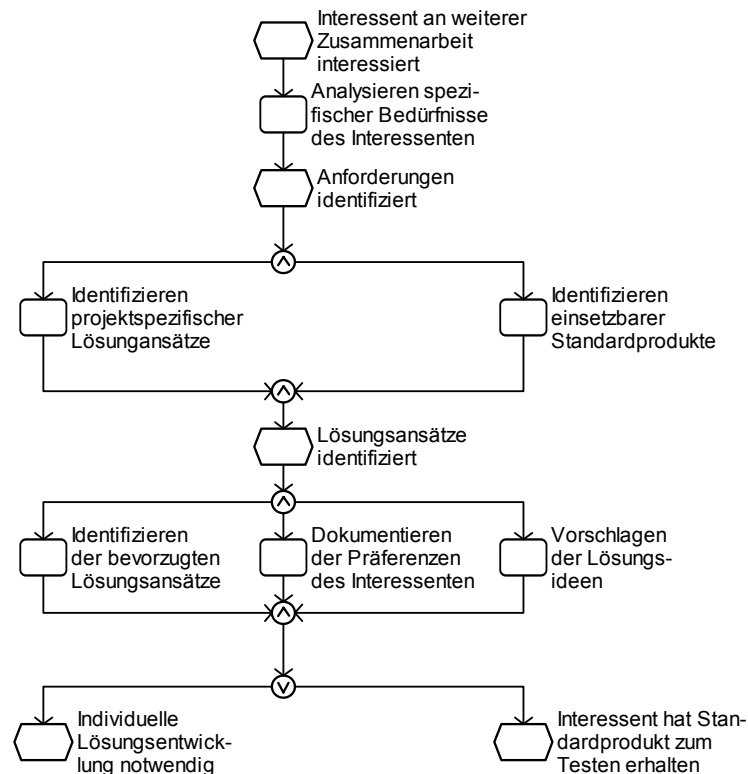 Interessent an weiterer
Zusammenarbeit
interessiert
Analysieren spezi-
fischer Bedürfnisse
des Interessenten
Anforderungen
identifiziert
Identifizieren
projektspezifischer
Lösungansätze
Identifizieren
einsetzbarer
Standardprodukte
Lösungsansätze
identifiziert
Identifizieren
der bevorzugten
Lösungsansätze
Dokumentieren
der Präferenzen
des Interessenten
Vorschlagen
der Lösungs-
ideen
Individuelle
Lösungsentwick-
lung notwendig
Interessent hat Stan-
dardprodukt zum
Testen erhalten